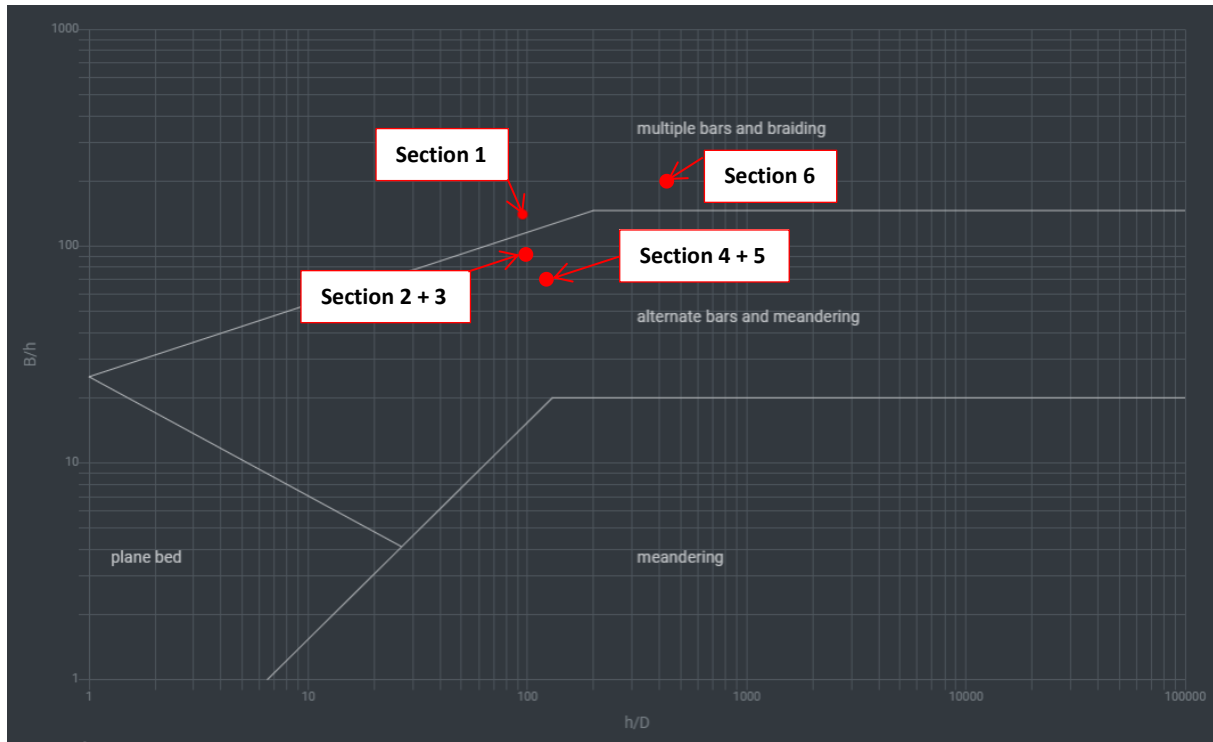 1000
multiple bars and braiding
Section 1
Section 6
100
Section 4 + 5
Section 2 + 3
alternate bars and meandering
B/h
10
plane bed
meandering
1
1
10
100
1000
10000
100000
h/D